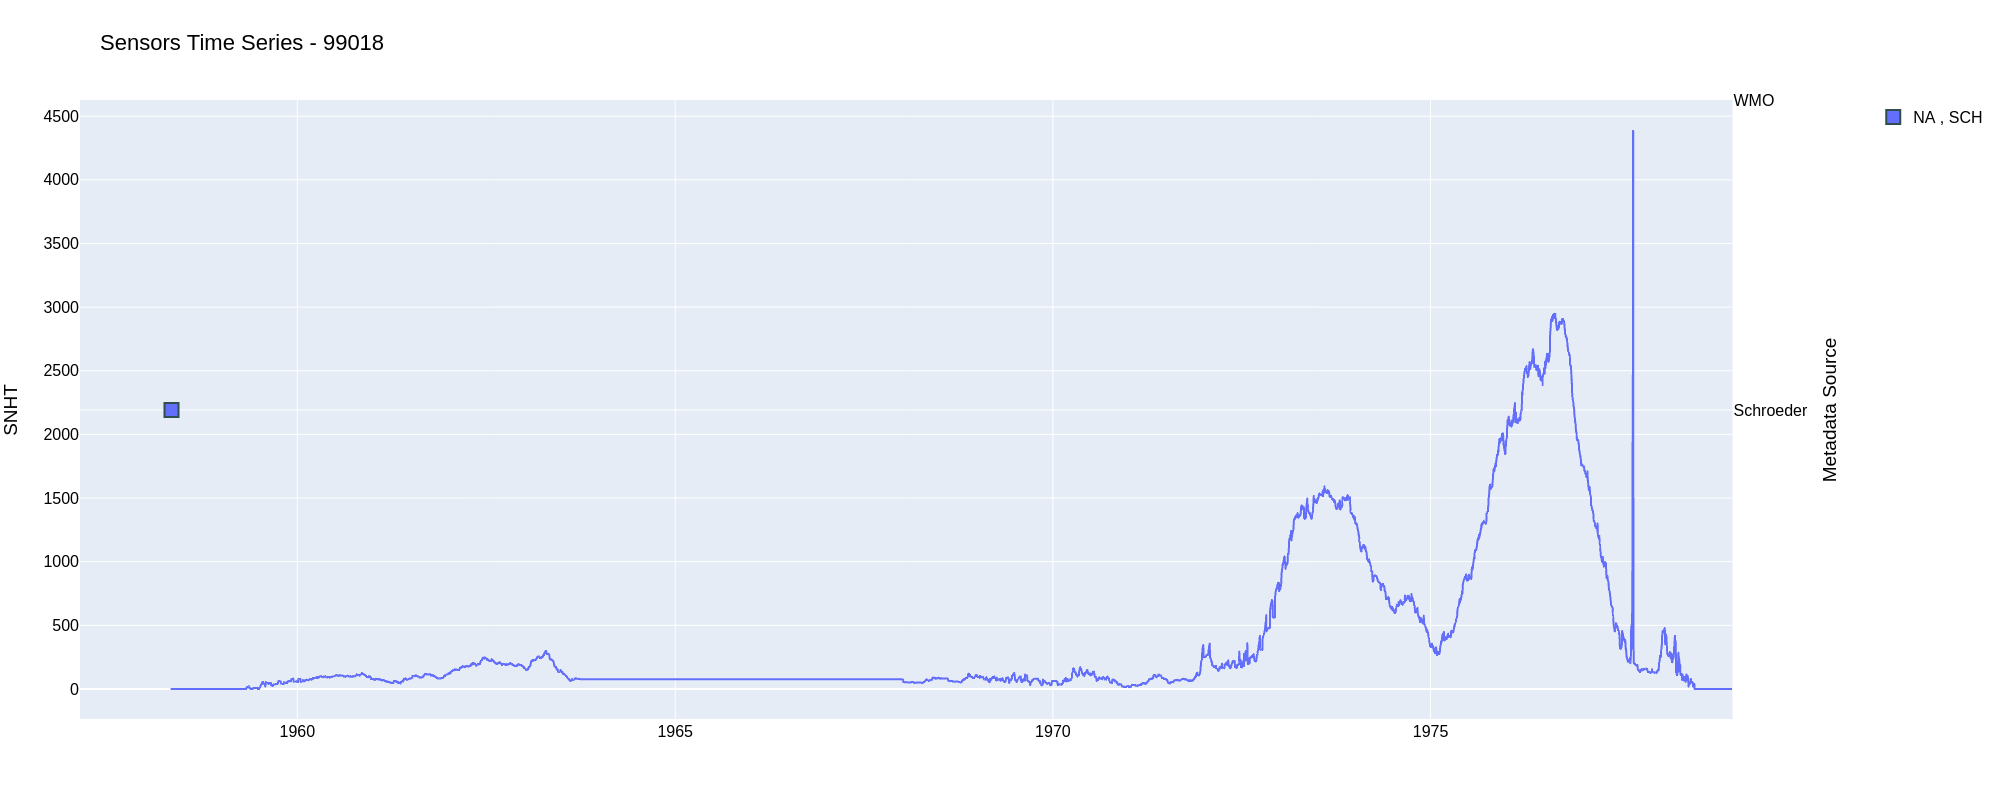 Sensors Time Series - 99018
WMO
NA , SCH
4500
4000
3500
3000
2500
2000
1500
1000
500
0
SNHT
Schroeder
Metadata Source
1960
1965
1970
1975